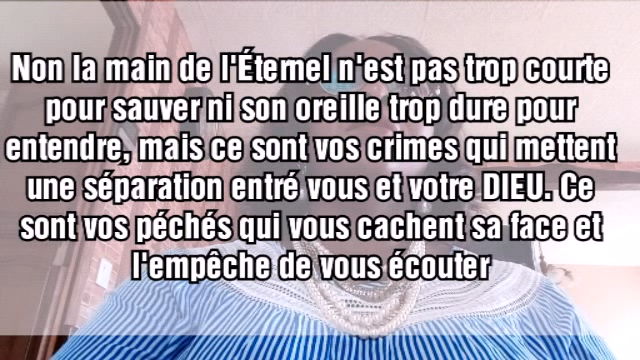 Non la main de l'Éternel n'est pas trop courte
pour sauver ni son oreille trop dure pour
entendre, mais ce sont vos crimes qui mettent
une séparation entré vous et votre DIEU. Ce
sont vos péchés qui vous cachent sa face et
l'empêche de vous écouter